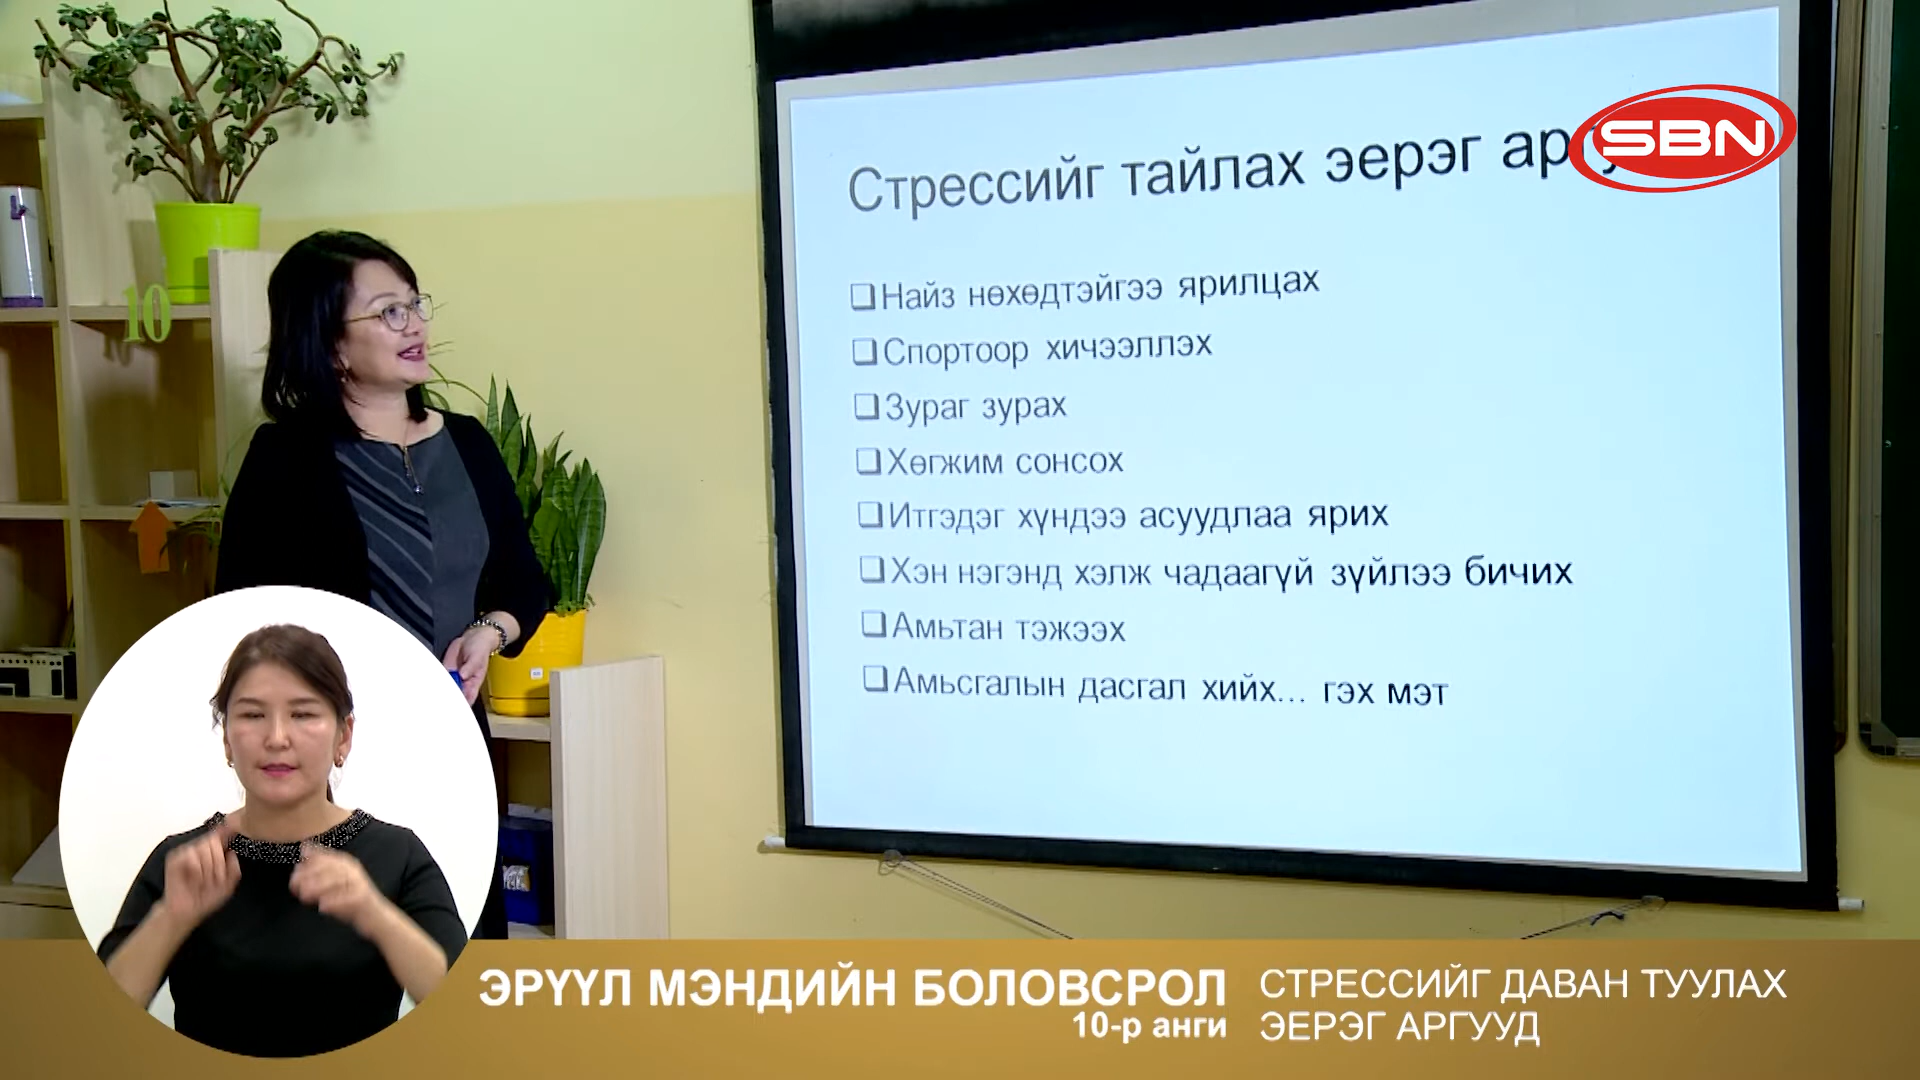 Стрессийг тайлах эерэг
SBN
❑Найз нөхөдтэйгээ ярилцах
❑Спортоор хичээллэх
❑Зураг зурах
❑Хөгжим сонсох
❑Итгэдэг хүндээ асуудлаа ярих
❑Хэн нэгэнд хэлж чадаагүй зүйлээ бичих
❑Амьтан тэжээх
❑Амьсгалын дасгал хийх... гэх мэт
10
ЭРҮҮЛ МЭНДИЙН БОЛОВСРОЛ
10-р анги
СТРЕССИЙГ ДАВАН ТУУЛАХ
ЭЕРЭГ АРГУУД